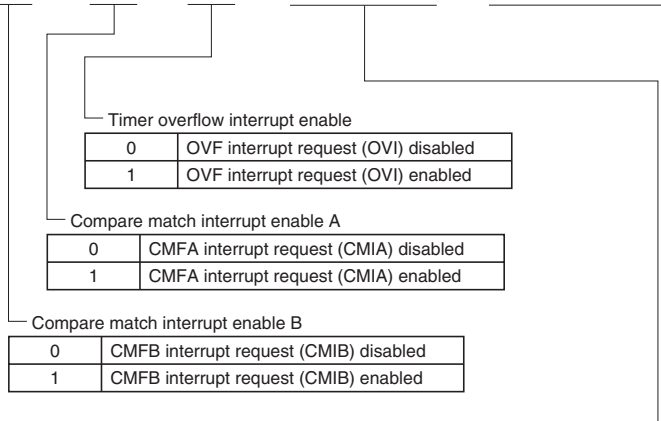 Timer overflow interrupt enable
0 OVF interrupt request (OVI) disabled
1 OVF interrupt request (OVI) enabled
Compare match interrupt enable A
0 CMFA interrupt request (CMIA) disabled
1 CMFA interrupt request (CMIA) enabled
Compare match interrupt enable B
0 CMFB interrupt request (CMIB) disabled
1 CMFB interrupt request (CMIB) enabled